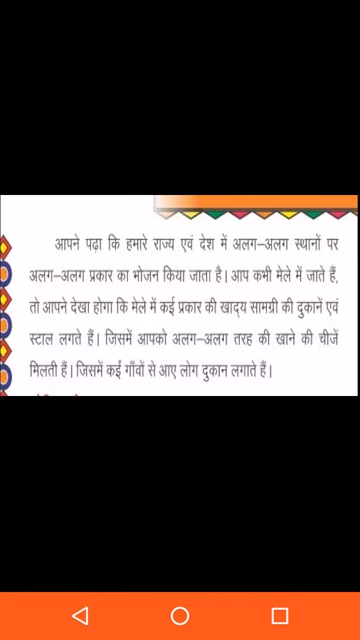 आपने पढ़ा कि हमारे राज्य एवं देश में अलग–अलग स्थानों पर
अलग–अलग प्रकार का भोजन किया जाता है। आप कभी मेले में जाते हैं,
तो आपने देखा होगा कि मेले में कई प्रकार की खाद्य सामग्री की दुकानें एवं
स्टाल लगते हैं। जिसमें आपको अलग–अलग तरह की खाने की चीजें
मिलती हैं। जिसमें कईं गाँवों से आए लोग दुकान लगाते हैं।